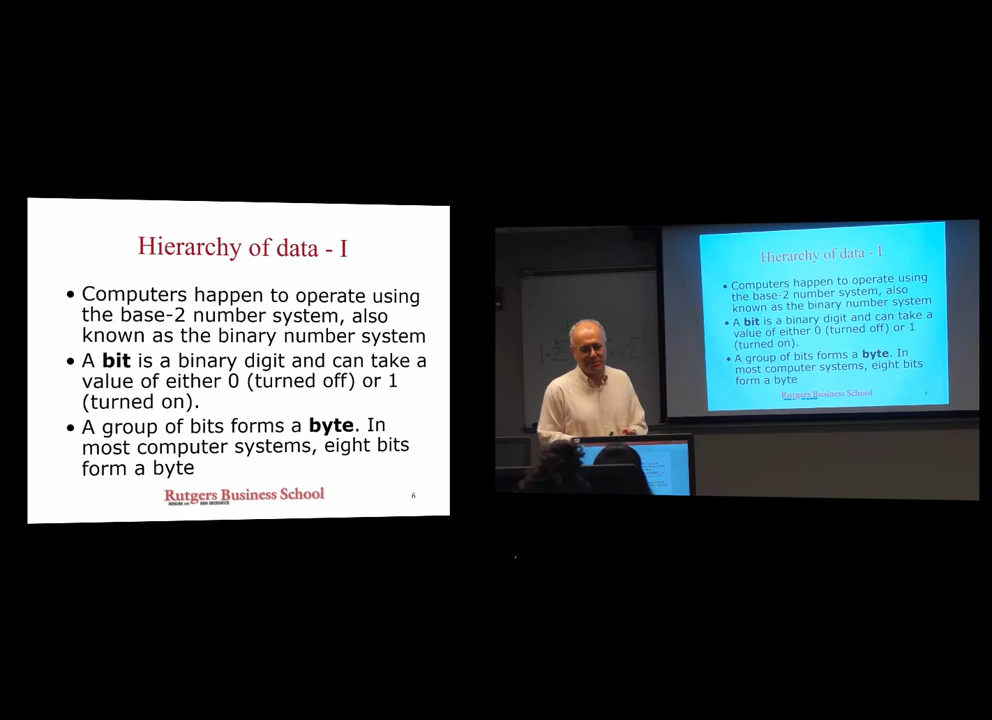 Hierarchy of data - I
• Computers happen to operate using
the base-2 number system, also
known as the binary number system
• A bit is a binary digit and can take a
value of either 0 (turned off) or 1
(turned on).
• A group of bits forms a byte. In
most computer systems, eight bits
form a byte
Rutgers Business School
6
Hierarchy of data - I
• Computers happen to operate using
the base-2 number system, also
known as the binary number system
• A bit is a binary digit and can take a
value of either 0 (turned off) or 1
(turned on).
• A group of bits forms a byte. In
most computer systems, eight bits
form a byte
Rutgers Business School